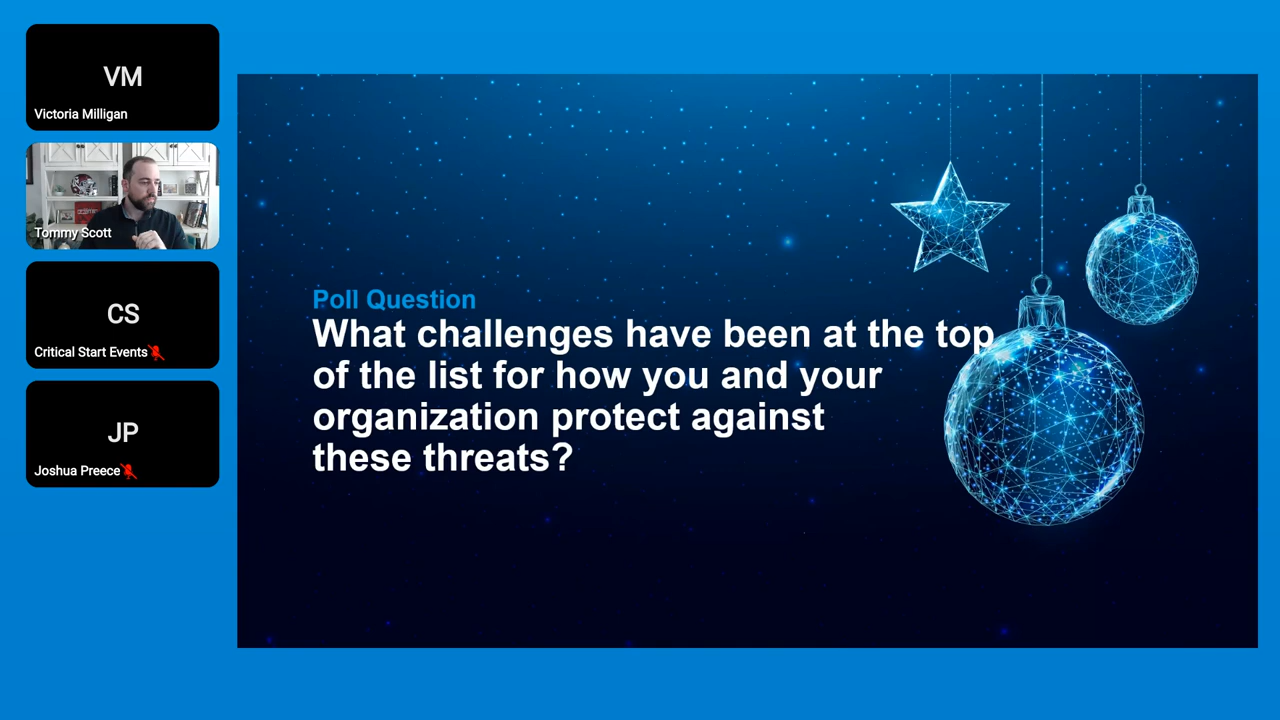 VM
Victoria Milligan
Tommy Scott
CS
Critical Start Events
JP
Joshua Preece
Poll Question
What challenges have been at the top
of the list for how you and your
organization protect against
these threats?